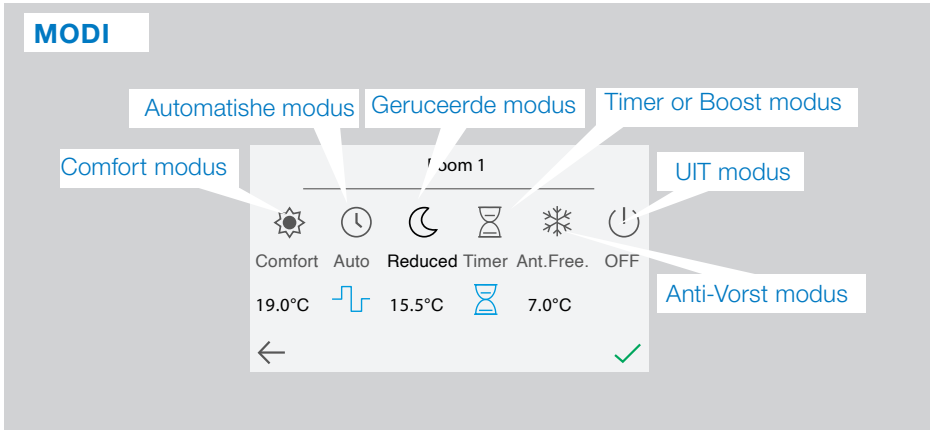 MODI
Automatishe modus
Geruceerde modus
Timer or Boost modus
Comfort modus
UIT modus
1
Comfort Auto Reduced Timer Ant.Free. OFF
19.0°C 15.5°C 7.0°C
Anti-Vorst modus